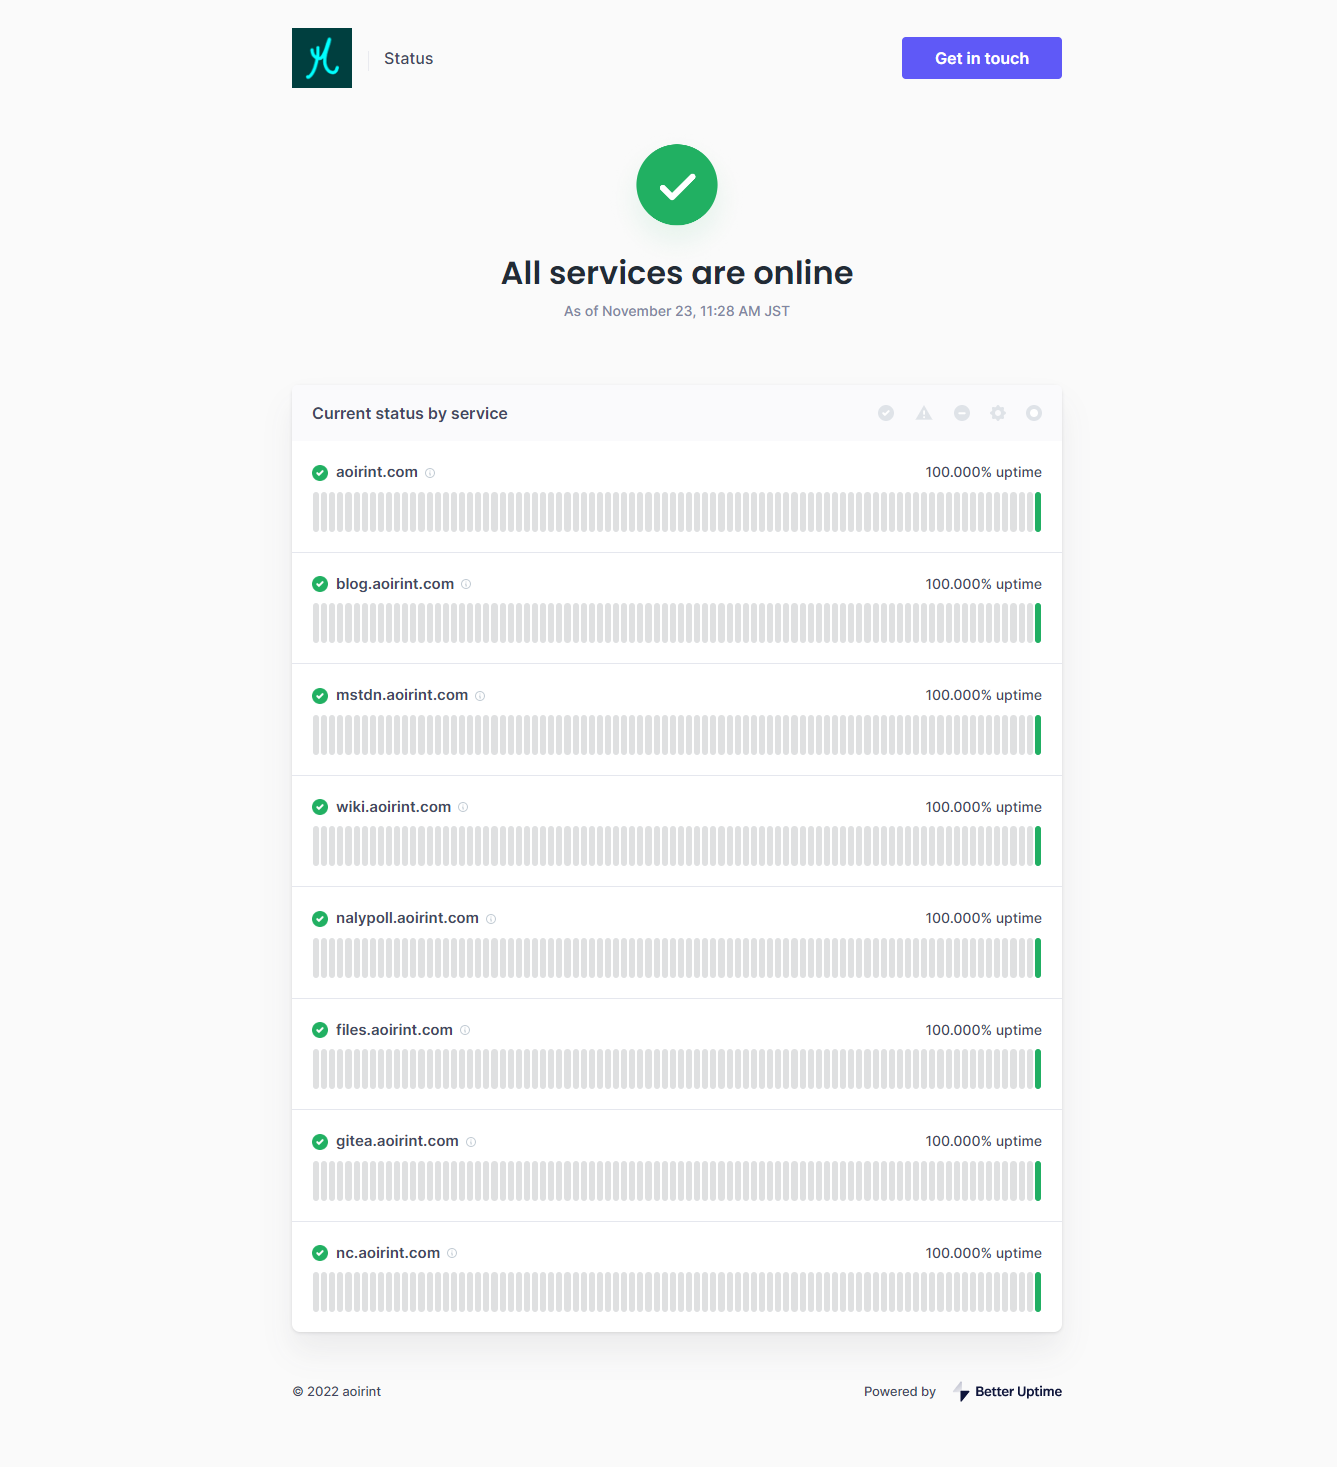 Status
Get in touch
All services are online
As of November 23, 11:28 AM JST
Current status by service
aoirint.com
100.000% uptime
blog.aoirint.com
100.000% uptime
mstdn.aoirint.com
100.000% uptime
wiki.aoirint.com
100.000% uptime
nalypoll.aoirint.com
100.000% uptime
files.aoirint.com
100.000% uptime
gitea.aoirint.com
100.000% uptime
nc.aoirint.com
100.000% uptime
© 2022 aoirint
Powered by Better Uptime